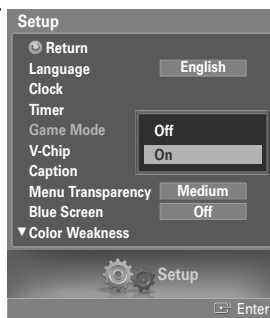 Setup
Return
Language English
Clock
Timer
Game Mode Off
V-Chip On
Caption
Menu Transparency Medium
Blue Screen Off
▼Color Weakness
Setup
Enter